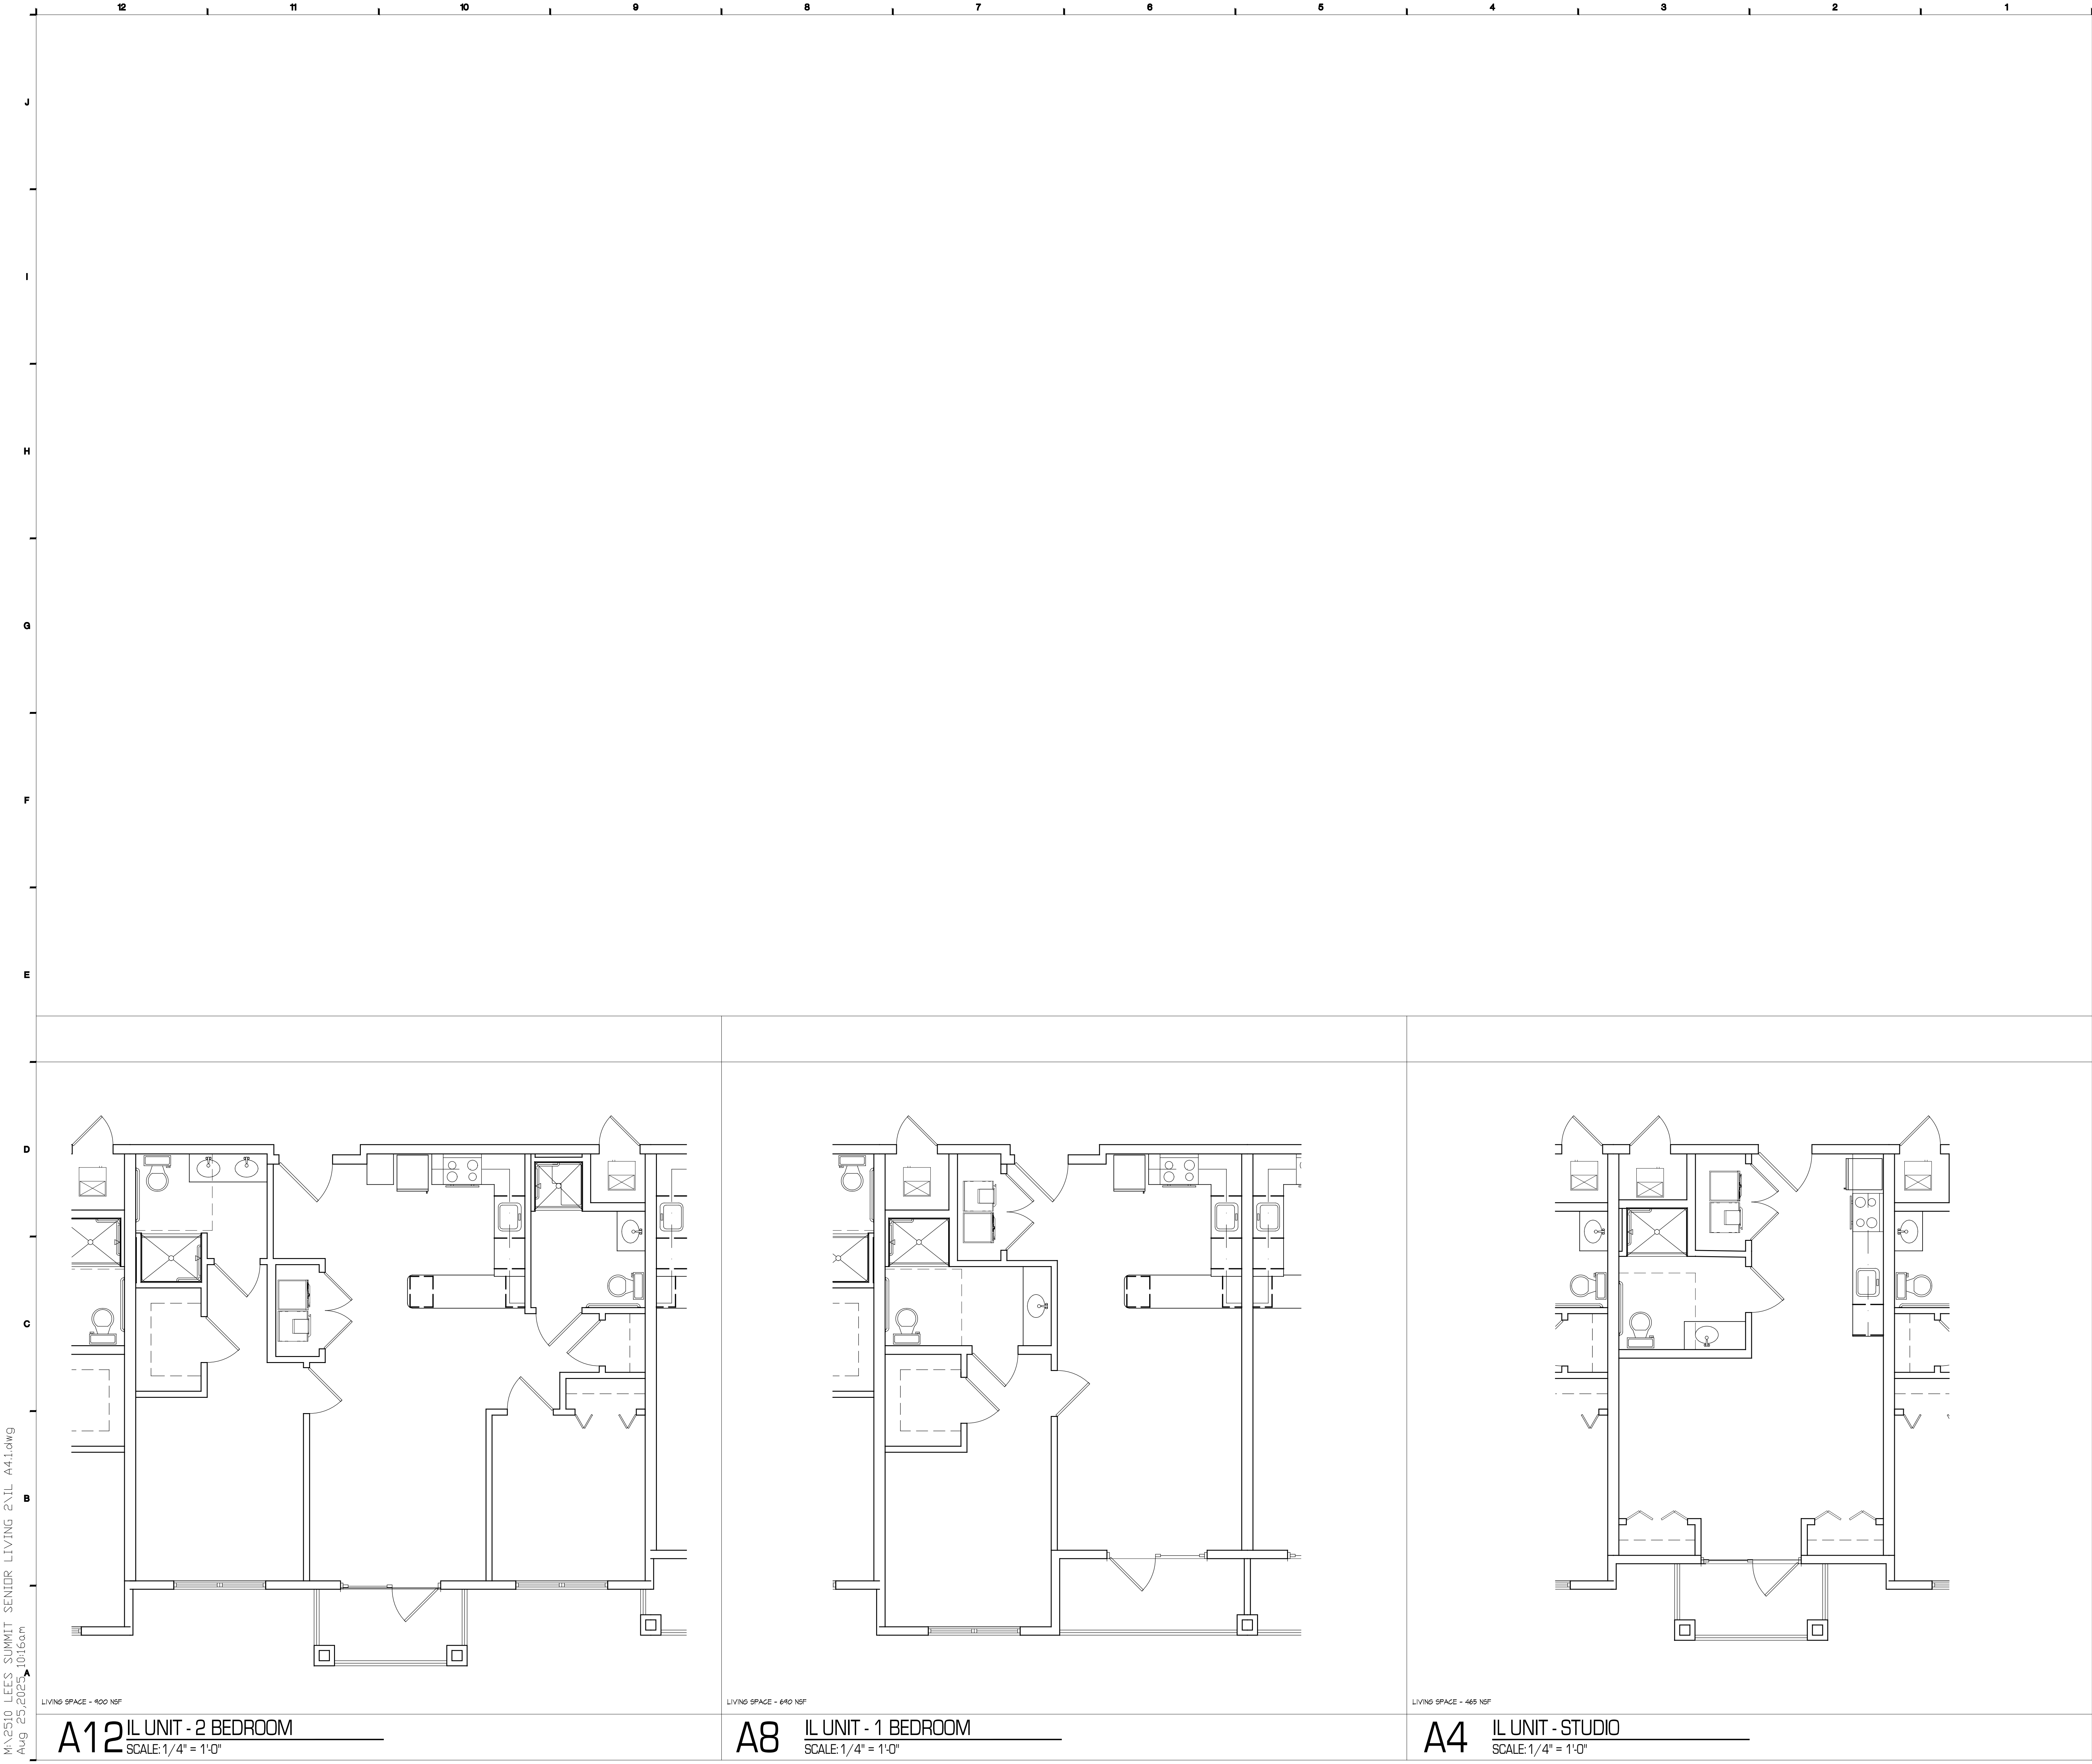 12 11 10 9 8 7 6 5 4 3 2 1
J
I
H
G
F
E
D
C
B
A
M:\2510 LEES SUMMIT SENIOR LIVING 2\IL A4.1.dwg
Aug 25,2025 10:16am
LIVING SPACE - 900 NSF
A12 IL UNIT - 2 BEDROOM
SCALE: 1/4" = 1'-0"
LIVING SPACE - 690 NSF
A8 IL UNIT - 1 BEDROOM
SCALE: 1/4" = 1'-0"
LIVING SPACE - 465 NSF
A4 IL UNIT - STUDIO
SCALE: 1/4" = 1'-0"